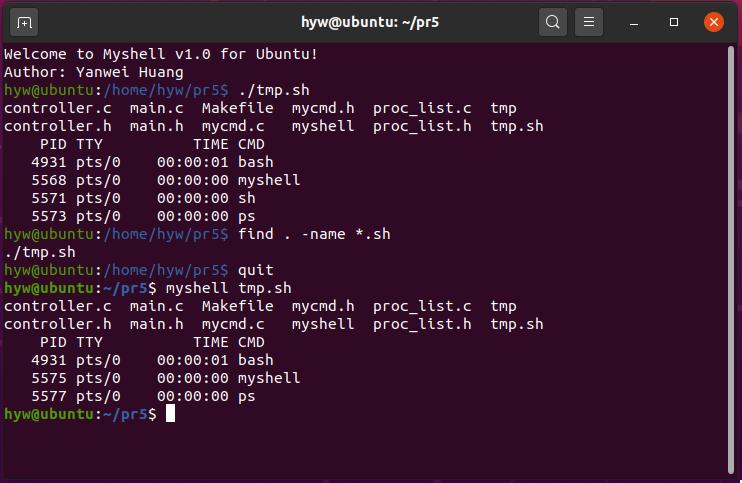 hyw@ubuntu: ~/pr5
Welcome to Myshell v1.0 for Ubuntu!
Author: Yanwei Huang
hyw@ubuntu:/home/hyw/pr5$ ./tmp.sh
controller.c  main.c  Makefile  mycmd.h  proc_list.c  tmp
controller.h  main.h  mycmd.c   myshell  proc_list.h  tmp.sh
    PID TTY          TIME CMD
   4931 pts/0    00:00:01 bash
   5568 pts/0    00:00:00 myshell
   5571 pts/0    00:00:00 sh
   5573 pts/0    00:00:00 ps
hyw@ubuntu:/home/hyw/pr5$ find . -name *.sh
./tmp.sh
hyw@ubuntu:/home/hyw/pr5$ quit
hyw@ubuntu:~/pr5$ myshell tmp.sh
controller.c  main.c  Makefile  mycmd.h  proc_list.c  tmp
controller.h  main.h  mycmd.c   myshell  proc_list.h  tmp.sh
    PID TTY          TIME CMD
   4931 pts/0    00:00:01 bash
   5575 pts/0    00:00:00 myshell
   5577 pts/0    00:00:00 ps
hyw@ubuntu:~/pr5$